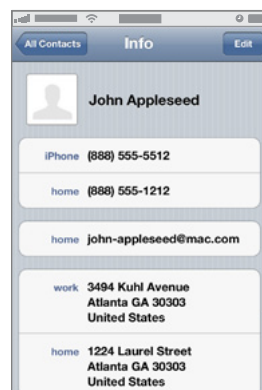 All Contacts Info Edit
John Appleseed
iPhone (888) 555-5512
home (888) 555-1212
home john-appleseed@mac.com
work 3494 Kuhl Avenue
Atlanta GA 30303
United States
home 1224 Laurel Street
Atlanta GA 30303
United States